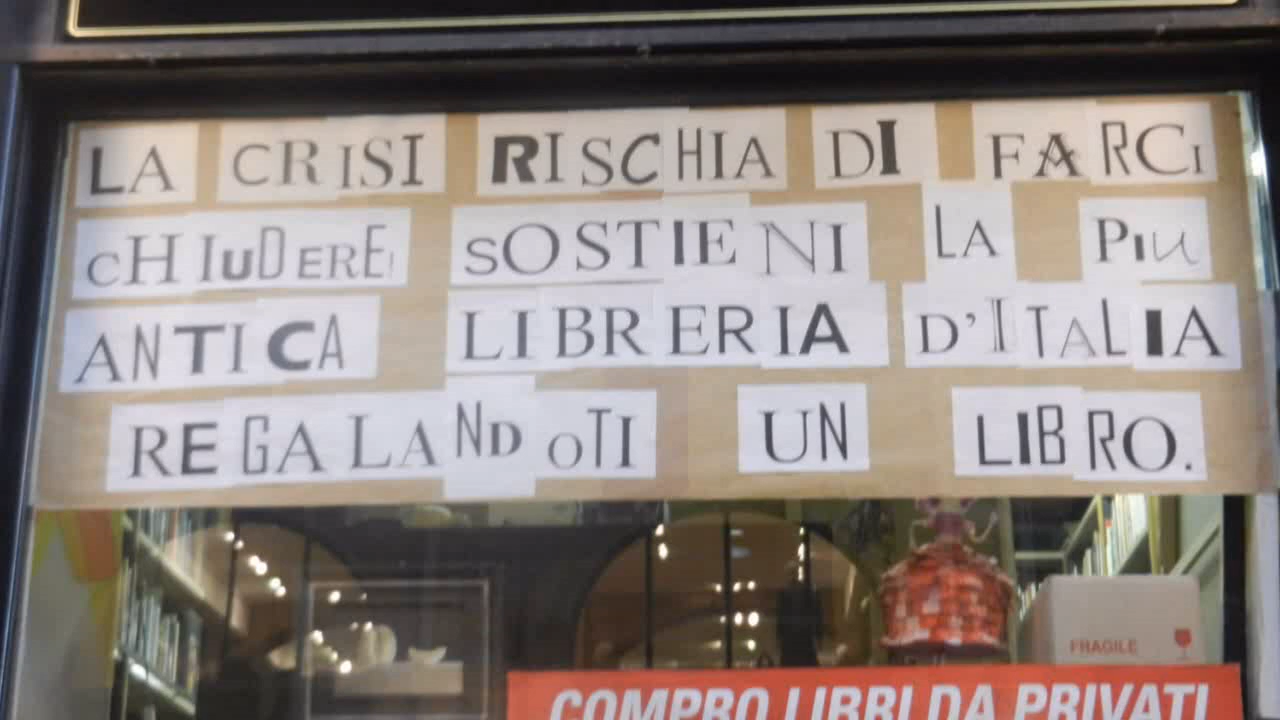 LA CRISI RISCHIA DI FARCI
CHIUDERE! SOSTIENI LA PIU
ANTICA LIBRERIA D'ITALIA
REGALANDOTI UN LIBRO.
FRAGILE
COMPRO LIBRI DA PRIVATI